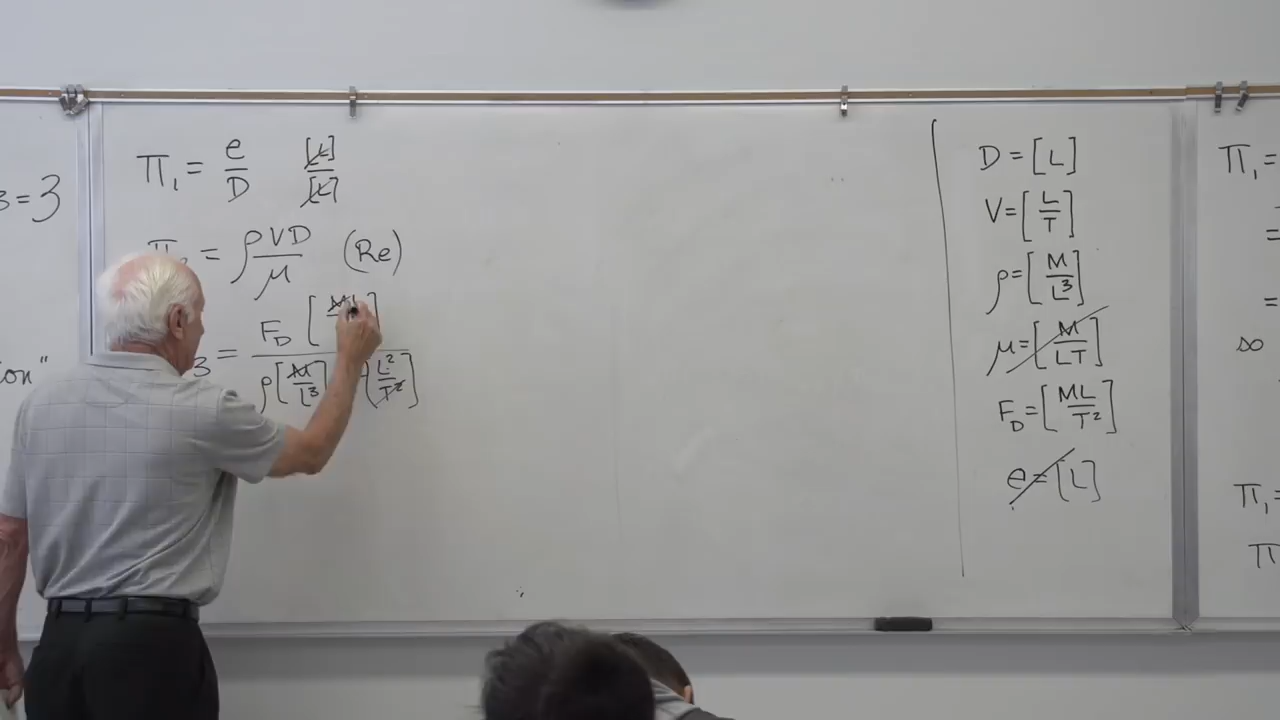 = 3
on"
Π₁ = e/D [L]/[L]
= ρVD/μ (Re)
₃ = F_D [ML / ρ[M/L³] [L²/T²]
D = [L]
V = [L/T]
ρ = [M/L³]
μ = [M/LT]
F_D = [ML/T²]
e = [L]
Π₁ =
=
=
so
Π₁ =
Π